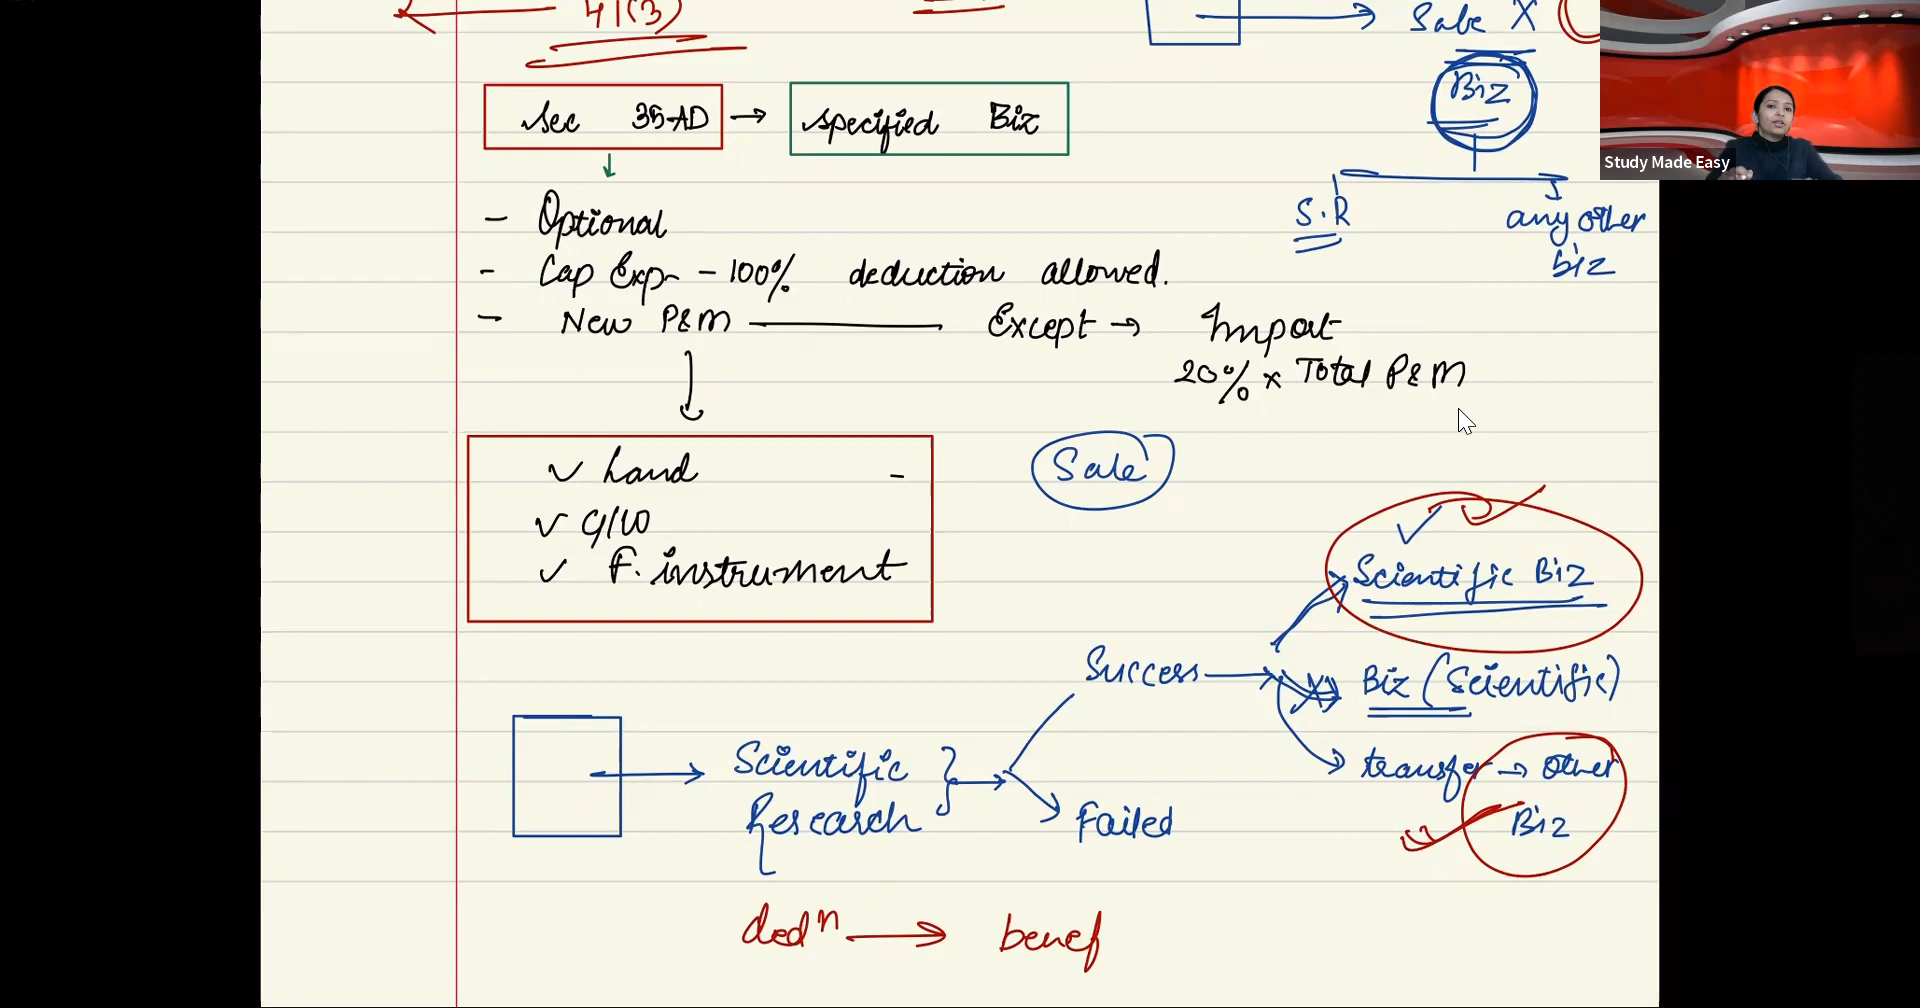 41(3)
Sale X
Biz
Study Made Easy
Sec 35-AD → specified Biz
S.R
any other biz
- Optional
- Cap Exp - 100% deduction allowed.
- New P&M — Except → Import
20% x Total P&M
✓ Land -
✓ G/W
✓ F. instrument
Sale
✓
Scientific Biz
Success → Biz (Scientific)
transfer → other
Biz
Scientific
Research
Failed
dedⁿ → benef